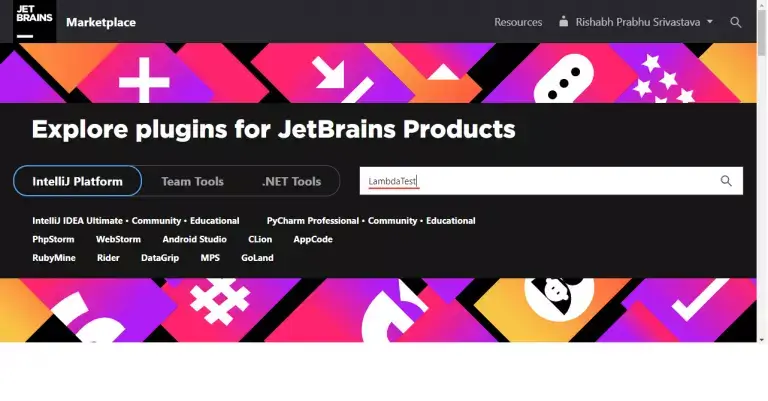 JET
BRAINS
Marketplace
Resources
Rishabh Prabhu Srivastava
Explore plugins for JetBrains Products
IntelliJ Platform
Team Tools
.NET Tools
LambdaTest
IntelliJ IDEA Ultimate • Community • Educational
PyCharm Professional • Community • Educational
PhpStorm
WebStorm
Android Studio
CLion
AppCode
RubyMine
Rider
DataGrip
MPS
GoLand